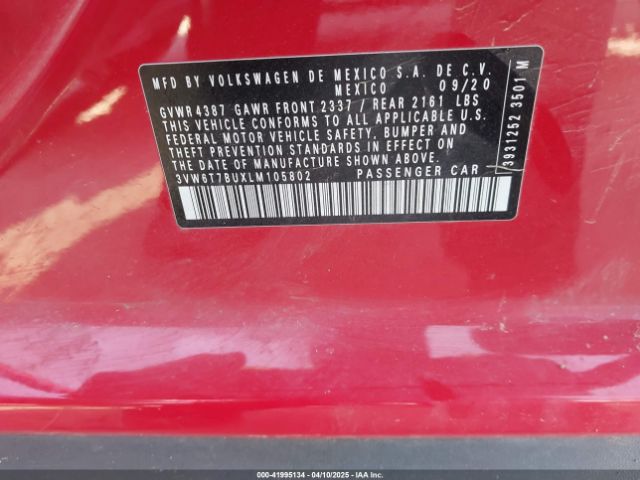 MFD BY VOLKSWAGEN DE MEXICO S.A. DE C.V.
MEXICO 09/20
GVWR 4387 GAWR FRONT 2337 / REAR 2161 LBS
THIS VEHICLE CONFORMS TO ALL APPLICABLE U.S.
FEDERAL MOTOR VEHICLE SAFETY, BUMPER AND
THEFT PREVENTION STANDARDS IN EFFECT ON
THE DATE OF MANUFACTURE SHOWN ABOVE.
3VW6T7BUXLM105802 PASSENGER CAR
3931252 3501 M
000-41995134 - 04/10/2025 - IAAI Inc. Copyright